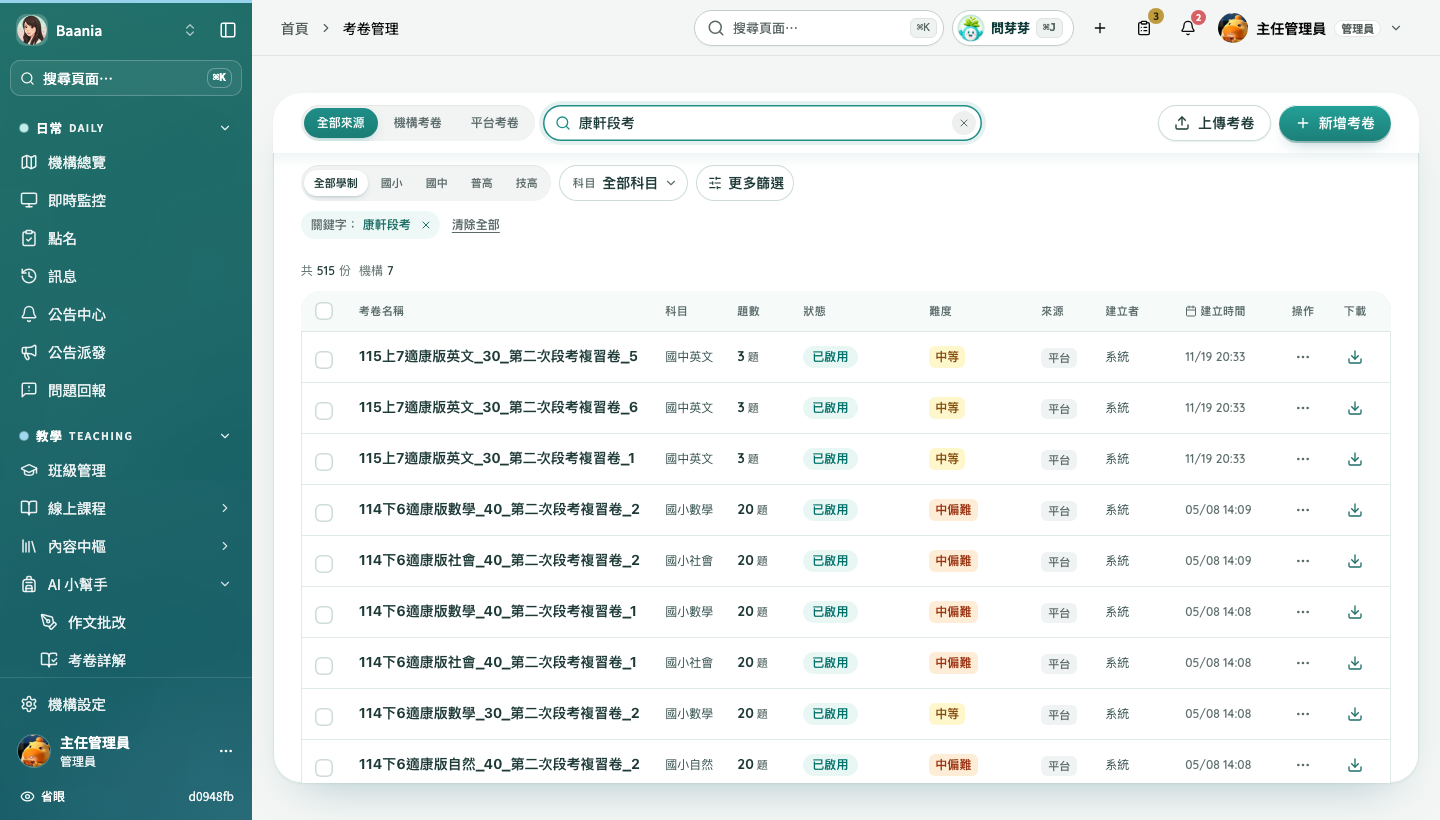 Baania
搜尋頁面… ⌘K
日常 DAILY
機構總覽
即時監控
點名
訊息
公告中心
公告派發
問題回報
教學 TEACHING
班級管理
線上課程
內容中樞
AI 小幫手
作文批改
考卷詳解
機構設定
主任管理員
管理員
省眼 d0948fb
首頁 考卷管理 搜尋頁面… ⌘K 問芽芽 ⌘J 3 2 主任管理員 管理員
全部來源 機構考卷 平台考卷 康軒段考 上傳考卷 新增考卷
全部學制 國小 國中 普高 技高 科目 全部科目 更多篩選
關鍵字： 康軒段考 清除全部
共 515 份 機構 7
考卷名稱 科目 題數 狀態 難度 來源 建立者 建立時間 操作 下載
115上7適康版英文_30_第二次段考複習卷_5 國中英文 3 題 已啟用 中等 平台 系統 11/19 20:33
115上7適康版英文_30_第二次段考複習卷_6 國中英文 3 題 已啟用 中等 平台 系統 11/19 20:33
115上7適康版英文_30_第二次段考複習卷_1 國中英文 3 題 已啟用 中等 平台 系統 11/19 20:33
114下6適康版數學_40_第二次段考複習卷_2 國小數學 20 題 已啟用 中偏難 平台 系統 05/08 14:09
114下6適康版社會_40_第二次段考複習卷_2 國小社會 20 題 已啟用 中偏難 平台 系統 05/08 14:09
114下6適康版數學_40_第二次段考複習卷_1 國小數學 20 題 已啟用 中偏難 平台 系統 05/08 14:08
114下6適康版社會_40_第二次段考複習卷_1 國小社會 20 題 已啟用 中偏難 平台 系統 05/08 14:08
114下6適康版數學_30_第二次段考複習卷_2 國小數學 20 題 已啟用 中等 平台 系統 05/08 14:08
114下6適康版自然_40_第二次段考複習卷_2 國小自然 20 題 已啟用 中偏難 平台 系統 05/08 14:08